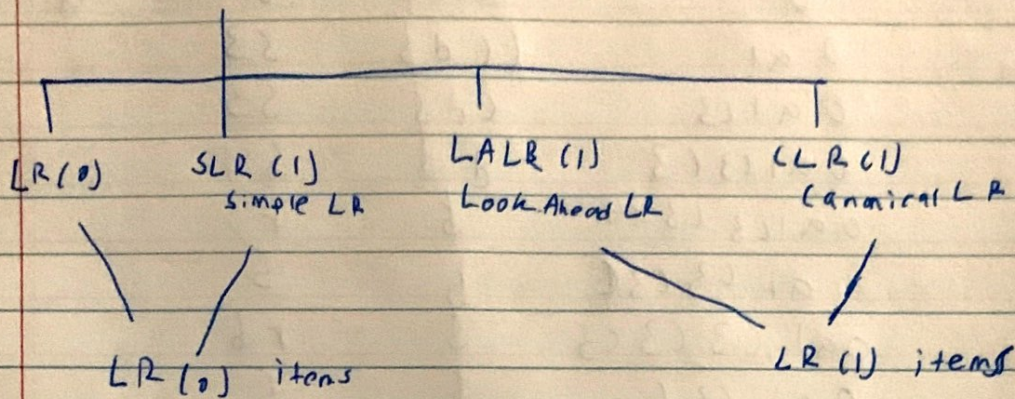 LR(0) SLR (1) LALR (1) CLR (1)
Simple LR Look Ahead LR Canonical LR
LR (0) items LR (1) items